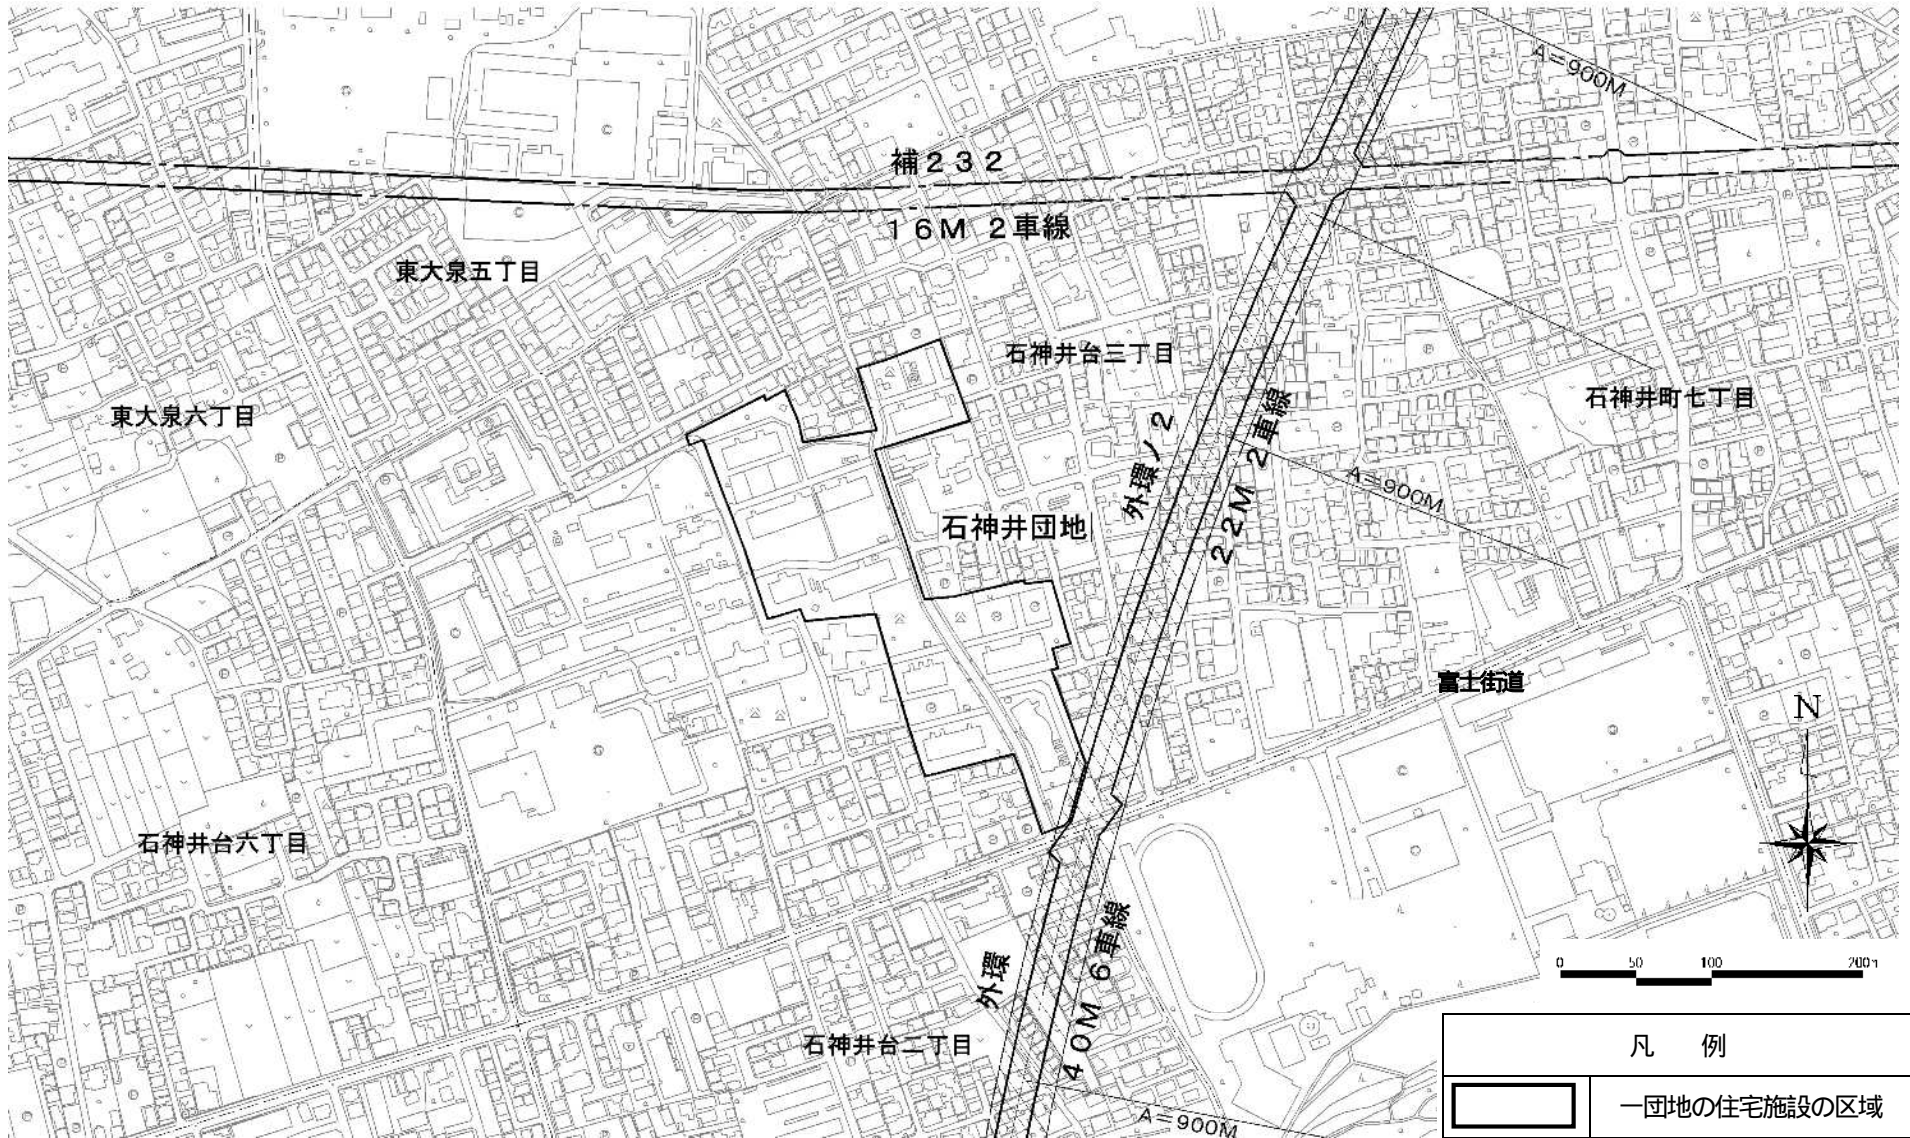 A=900M
補232
16M 2車線
東大泉五丁目
石神井台三丁目
石神井町七丁目
東大泉六丁目
外環ノ2
22M 2車線
A=900M
石神井団地
富士街道
N
石神井台六丁目
外環
40M 6車線
0 50 100 200m
石神井台二丁目
A=900M
凡 例
一団地の住宅施設の区域